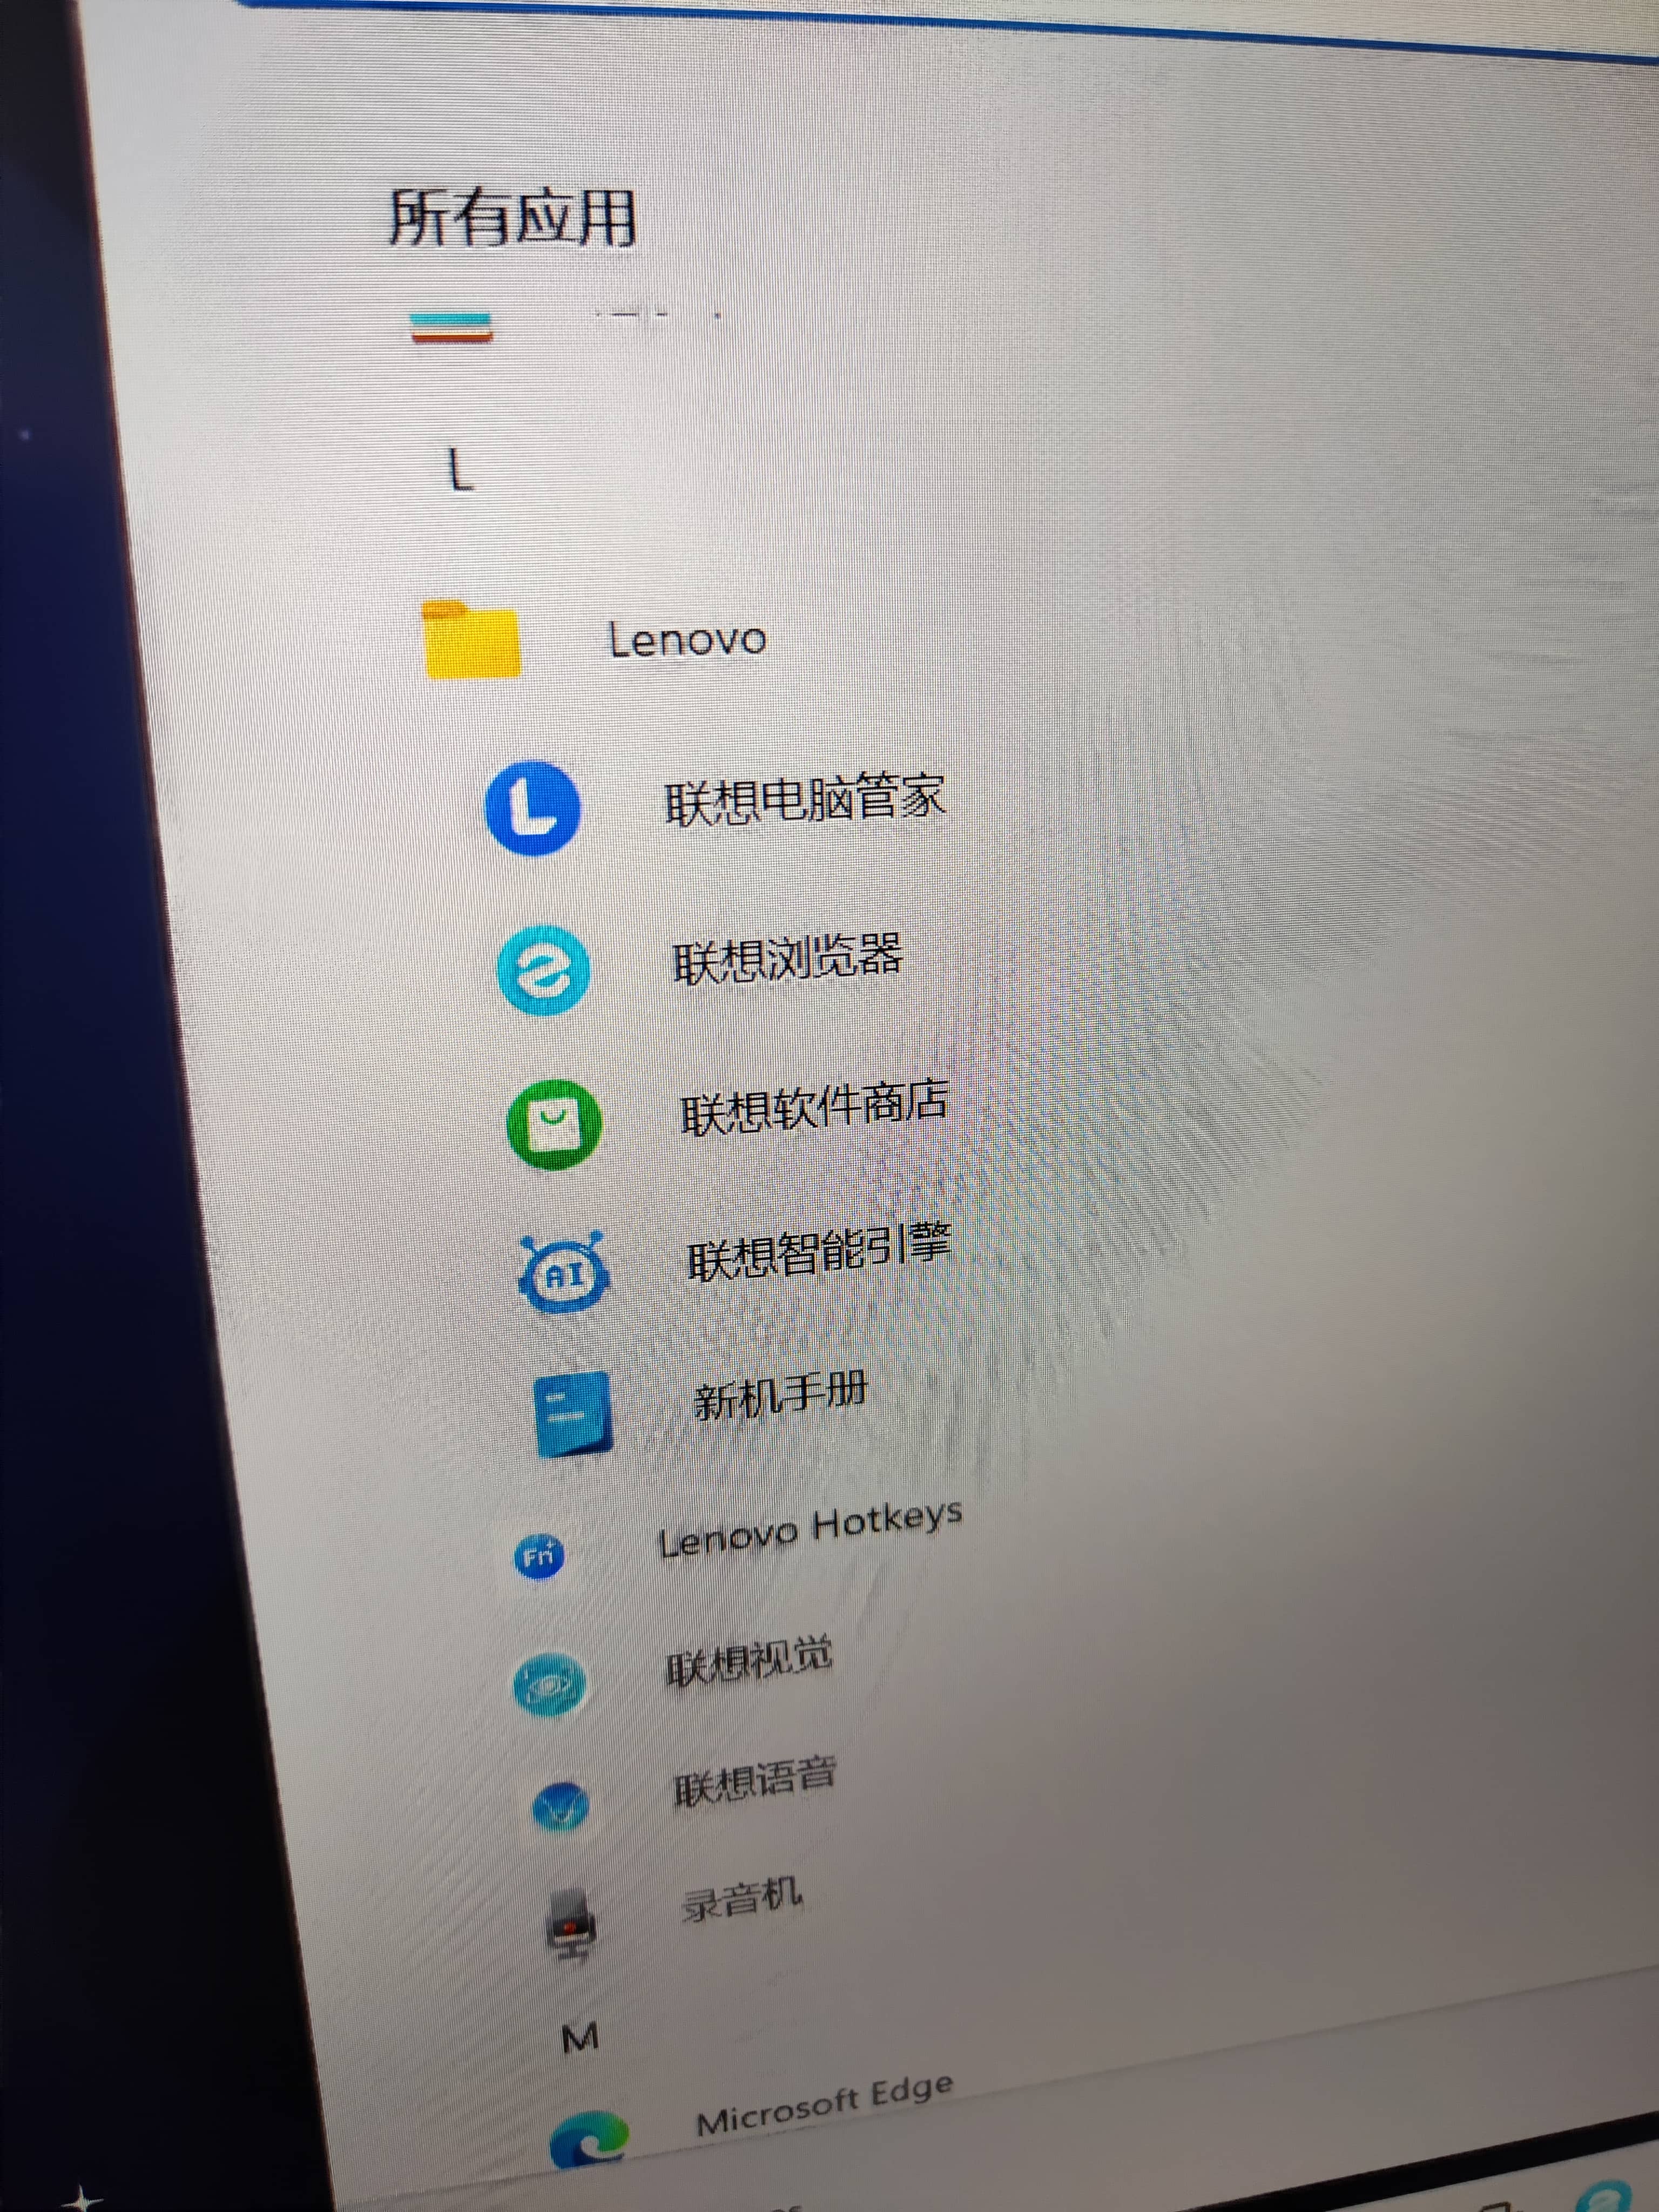 所有应用
L
Lenovo
联想电脑管家
联想浏览器
联想软件商店
AI
联想智能引擎
新机手册
Fn
Lenovo Hotkeys
联想视觉
联想语音
录音机
M
Microsoft Edge